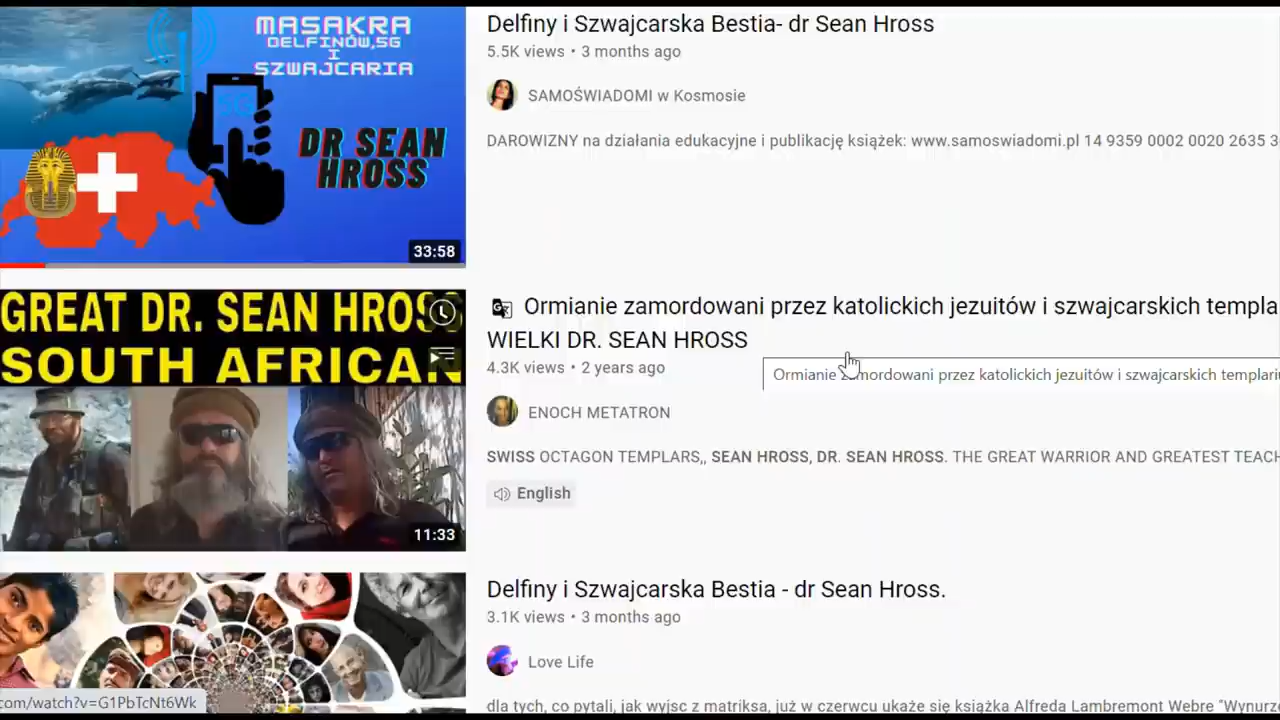 MASAKRA
DELFINÓW,5G
I
SZWAJCARIA
5G
DR SEAN
HROSS
33:58
Delfiny i Szwajcarska Bestia- dr Sean Hross
5.5K views • 3 months ago
SAMOŚWIADOMI w Kosmosie
DAROWIZNY na działania edukacyjne i publikację książek: www.samoswiadomi.pl 14 9359 0002 0020 2635 3
GREAT DR. SEAN HROSS
SOUTH AFRICAN
11:33
Ormianie zamordowani przez katolickich jezuitów i szwajcarskich templa
WIELKI DR. SEAN HROSS
4.3K views • 2 years ago
Ormianie zamordowani przez katolickich jezuitów i szwajcarskich templariu
ENOCH METATRON
SWISS OCTAGON TEMPLARS,, SEAN HROSS, DR. SEAN HROSS. THE GREAT WARRIOR AND GREATEST TEACH
English
Delfiny i Szwajcarska Bestia - dr Sean Hross.
3.1K views • 3 months ago
Love Life
dla tych, co pytali, jak wyjsc z matriksa, już w czerwcu ukaże się książka Alfreda Lambremont Webre "Wynurz
com/watch?v=G1PbTcNt6Wk